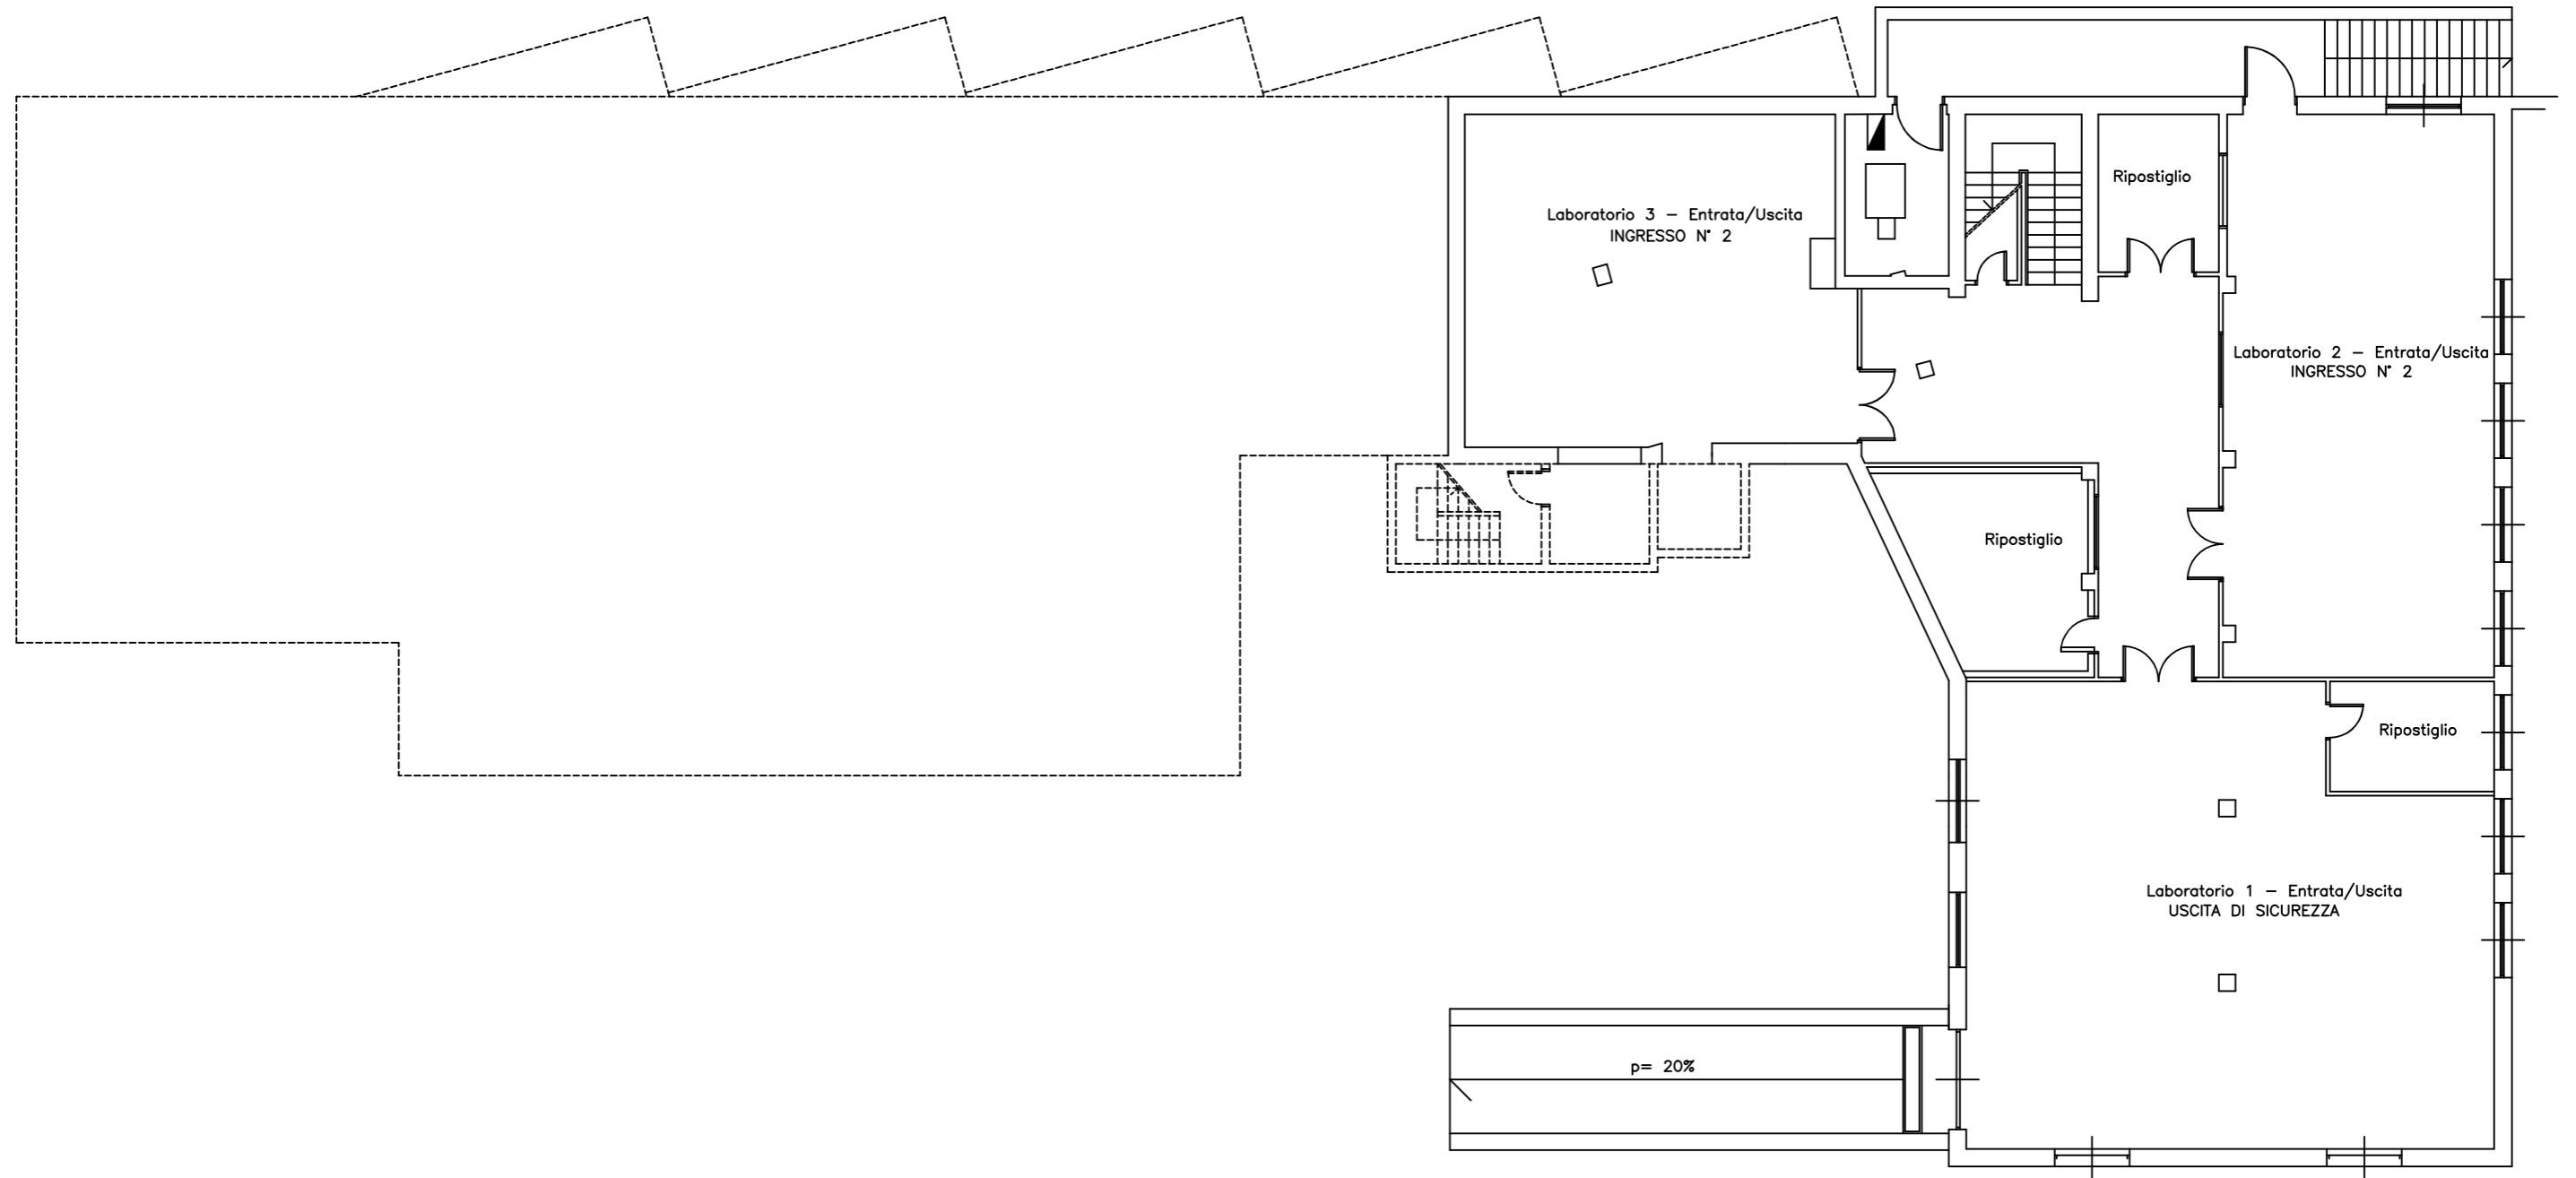 Ripostiglio
Laboratorio 3 – Entrata/Uscita
INGRESSO N° 2
Laboratorio 2 – Entrata/Uscita
INGRESSO N° 2
Ripostiglio
Ripostiglio
Laboratorio 1 – Entrata/Uscita
USCITA DI SICUREZZA
p= 20%